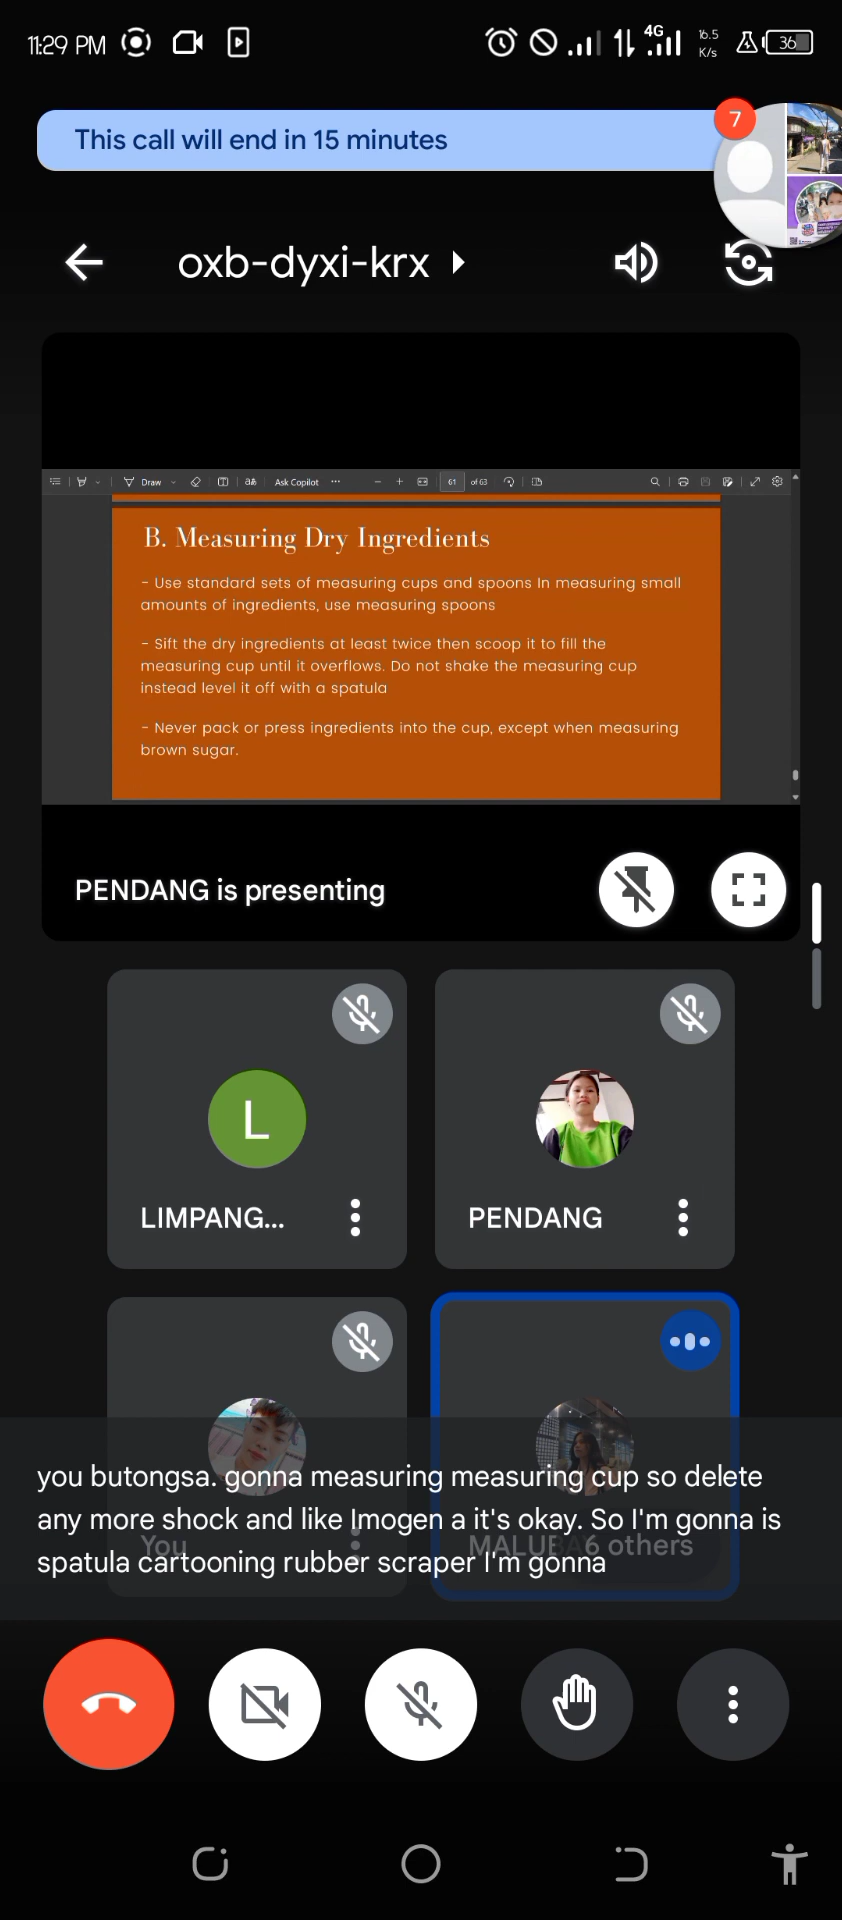 11:29 PM
4G
16.5
K/s
36
This call will end in 15 minutes
7
oxb-dyxi-krx
Draw
Ask Copilot
61
of 63
B. Measuring Dry Ingredients
- Use standard sets of measuring cups and spoons In measuring small
amounts of ingredients, use measuring spoons
- Sift the dry ingredients at least twice then scoop it to fill the
measuring cup until it overflows. Do not shake the measuring cup
instead level it off with a spatula
- Never pack or press ingredients into the cup, except when measuring
brown sugar.
PENDANG is presenting
L
LIMPANG...
PENDANG
you butongsa. gonna measuring measuring cup so delete
any more shock and like Imogen a it's okay. So I'm gonna is
spatula cartooning rubber scraper I'm gonna
You
6 others